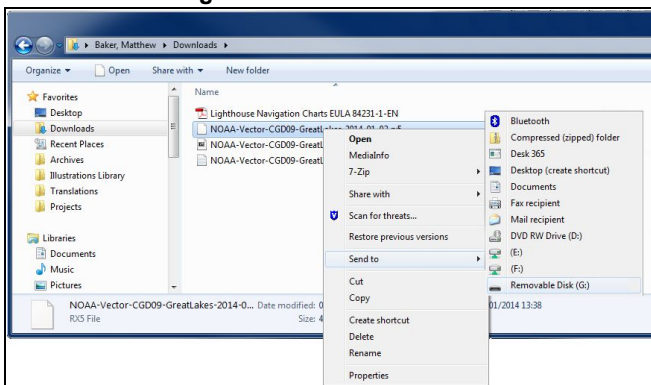 Baker, Matthew ▸ Downloads ▸
Organize Open Share with New folder
Favorites
Desktop
Downloads
Recent Places
Archives
Illustrations Library
Translations
Projects
Libraries
Documents
Music
Pictures
Name
Lighthouse Navigation Charts EULA 84231-1-EN
NOAA-Vector-CGD09-GreatLakes-2014-01-02
NOAA-Vector-CGD09-GreatL
NOAA-Vector-CGD09-GreatL
Open
MediaInfo
7-Zip
Share with
Scan for threats...
Restore previous versions
Send to
Cut
Copy
Create shortcut
Delete
Rename
Properties
Bluetooth
Compressed (zipped) folder
Desk 365
Desktop (create shortcut)
Documents
Fax recipient
Mail recipient
DVD RW Drive (D:)
(E:)
(F:)
Removable Disk (G:)
NOAA-Vector-CGD09-GreatLakes-2014-0... Date modified: 0
01/2014 13:38
RX5 File Size: 4